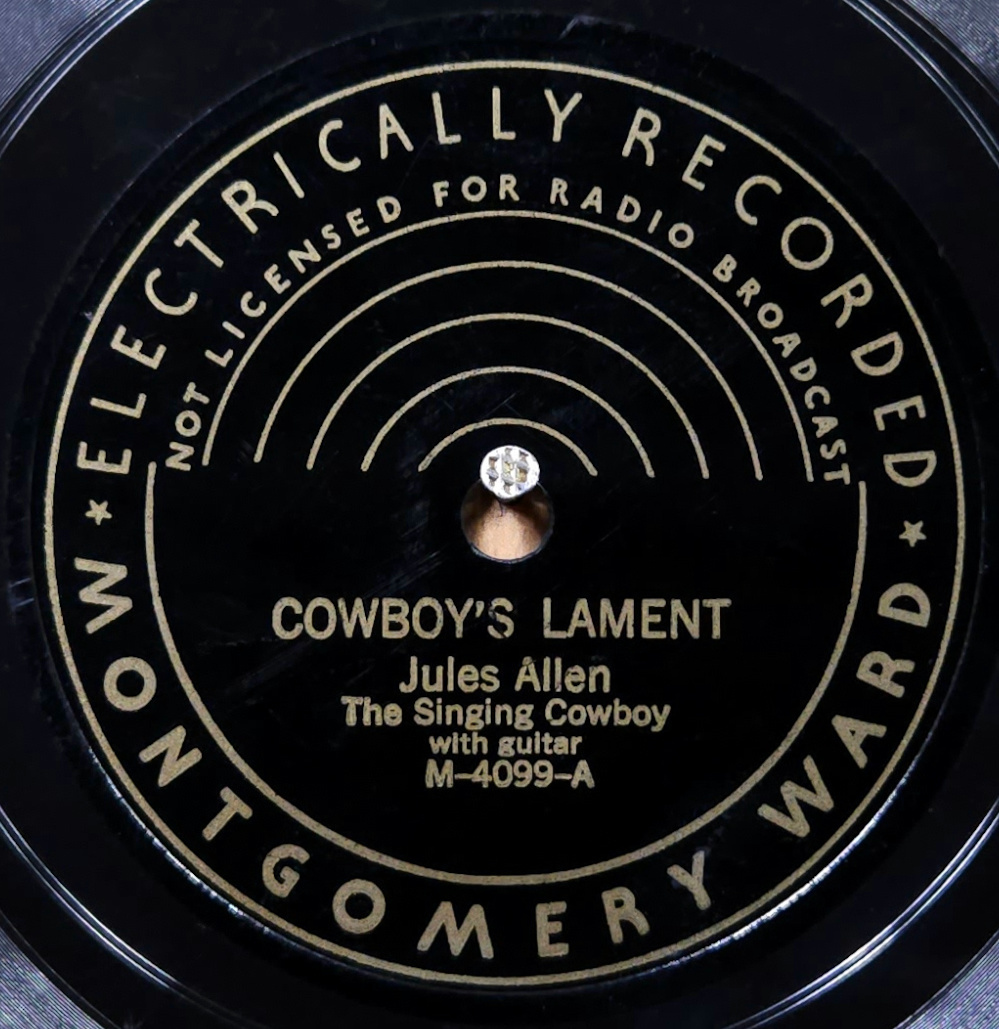 ELECTRICALLY RECORDED
NOT LICENSED FOR RADIO BROADCAST
COWBOY'S LAMENT
Jules Allen
The Singing Cowboy
with guitar
M-4099-A
MONTGOMERY WARD